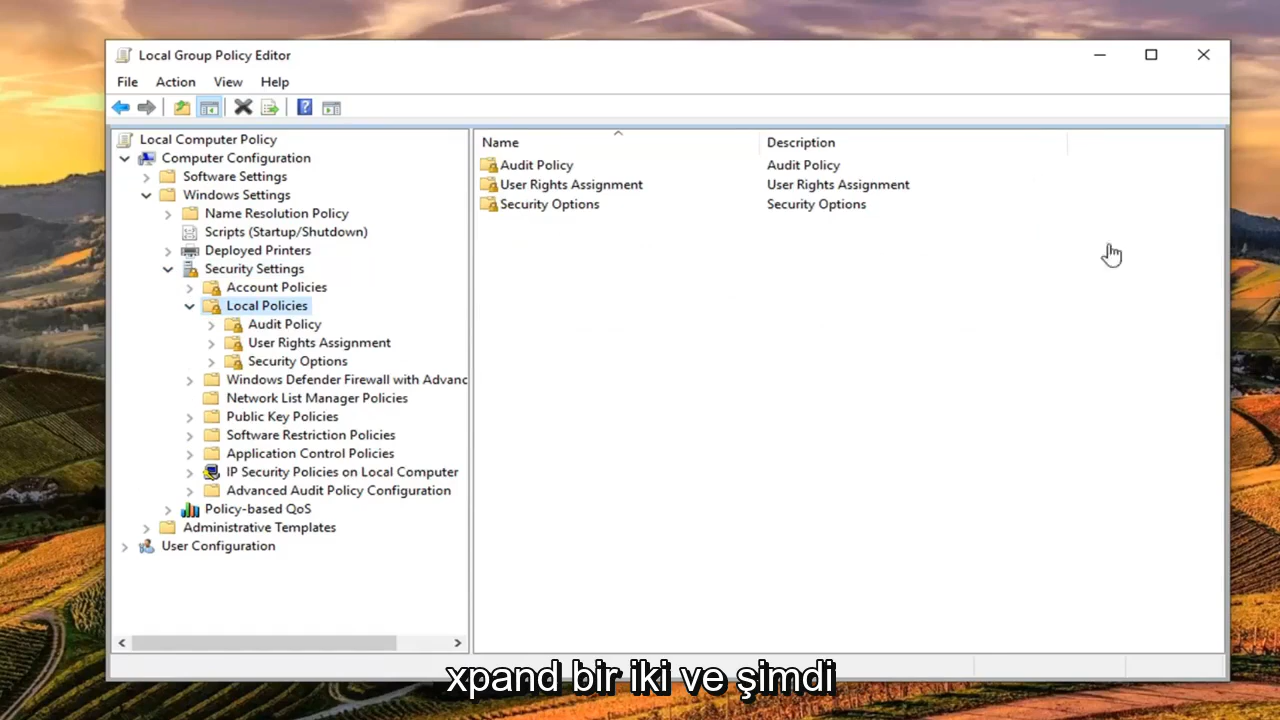 Local Group Policy Editor
File Action View Help
Local Computer Policy
Computer Configuration
Software Settings
Windows Settings
Name Resolution Policy
Scripts (Startup/Shutdown)
Deployed Printers
Security Settings
Account Policies
Local Policies
Audit Policy
User Rights Assignment
Security Options
Windows Defender Firewall with Advanc
Network List Manager Policies
Public Key Policies
Software Restriction Policies
Application Control Policies
IP Security Policies on Local Computer
Advanced Audit Policy Configuration
Policy-based QoS
Administrative Templates
User Configuration
Name Description
Audit Policy Audit Policy
User Rights Assignment User Rights Assignment
Security Options Security Options
xpand bir iki ve şimdi